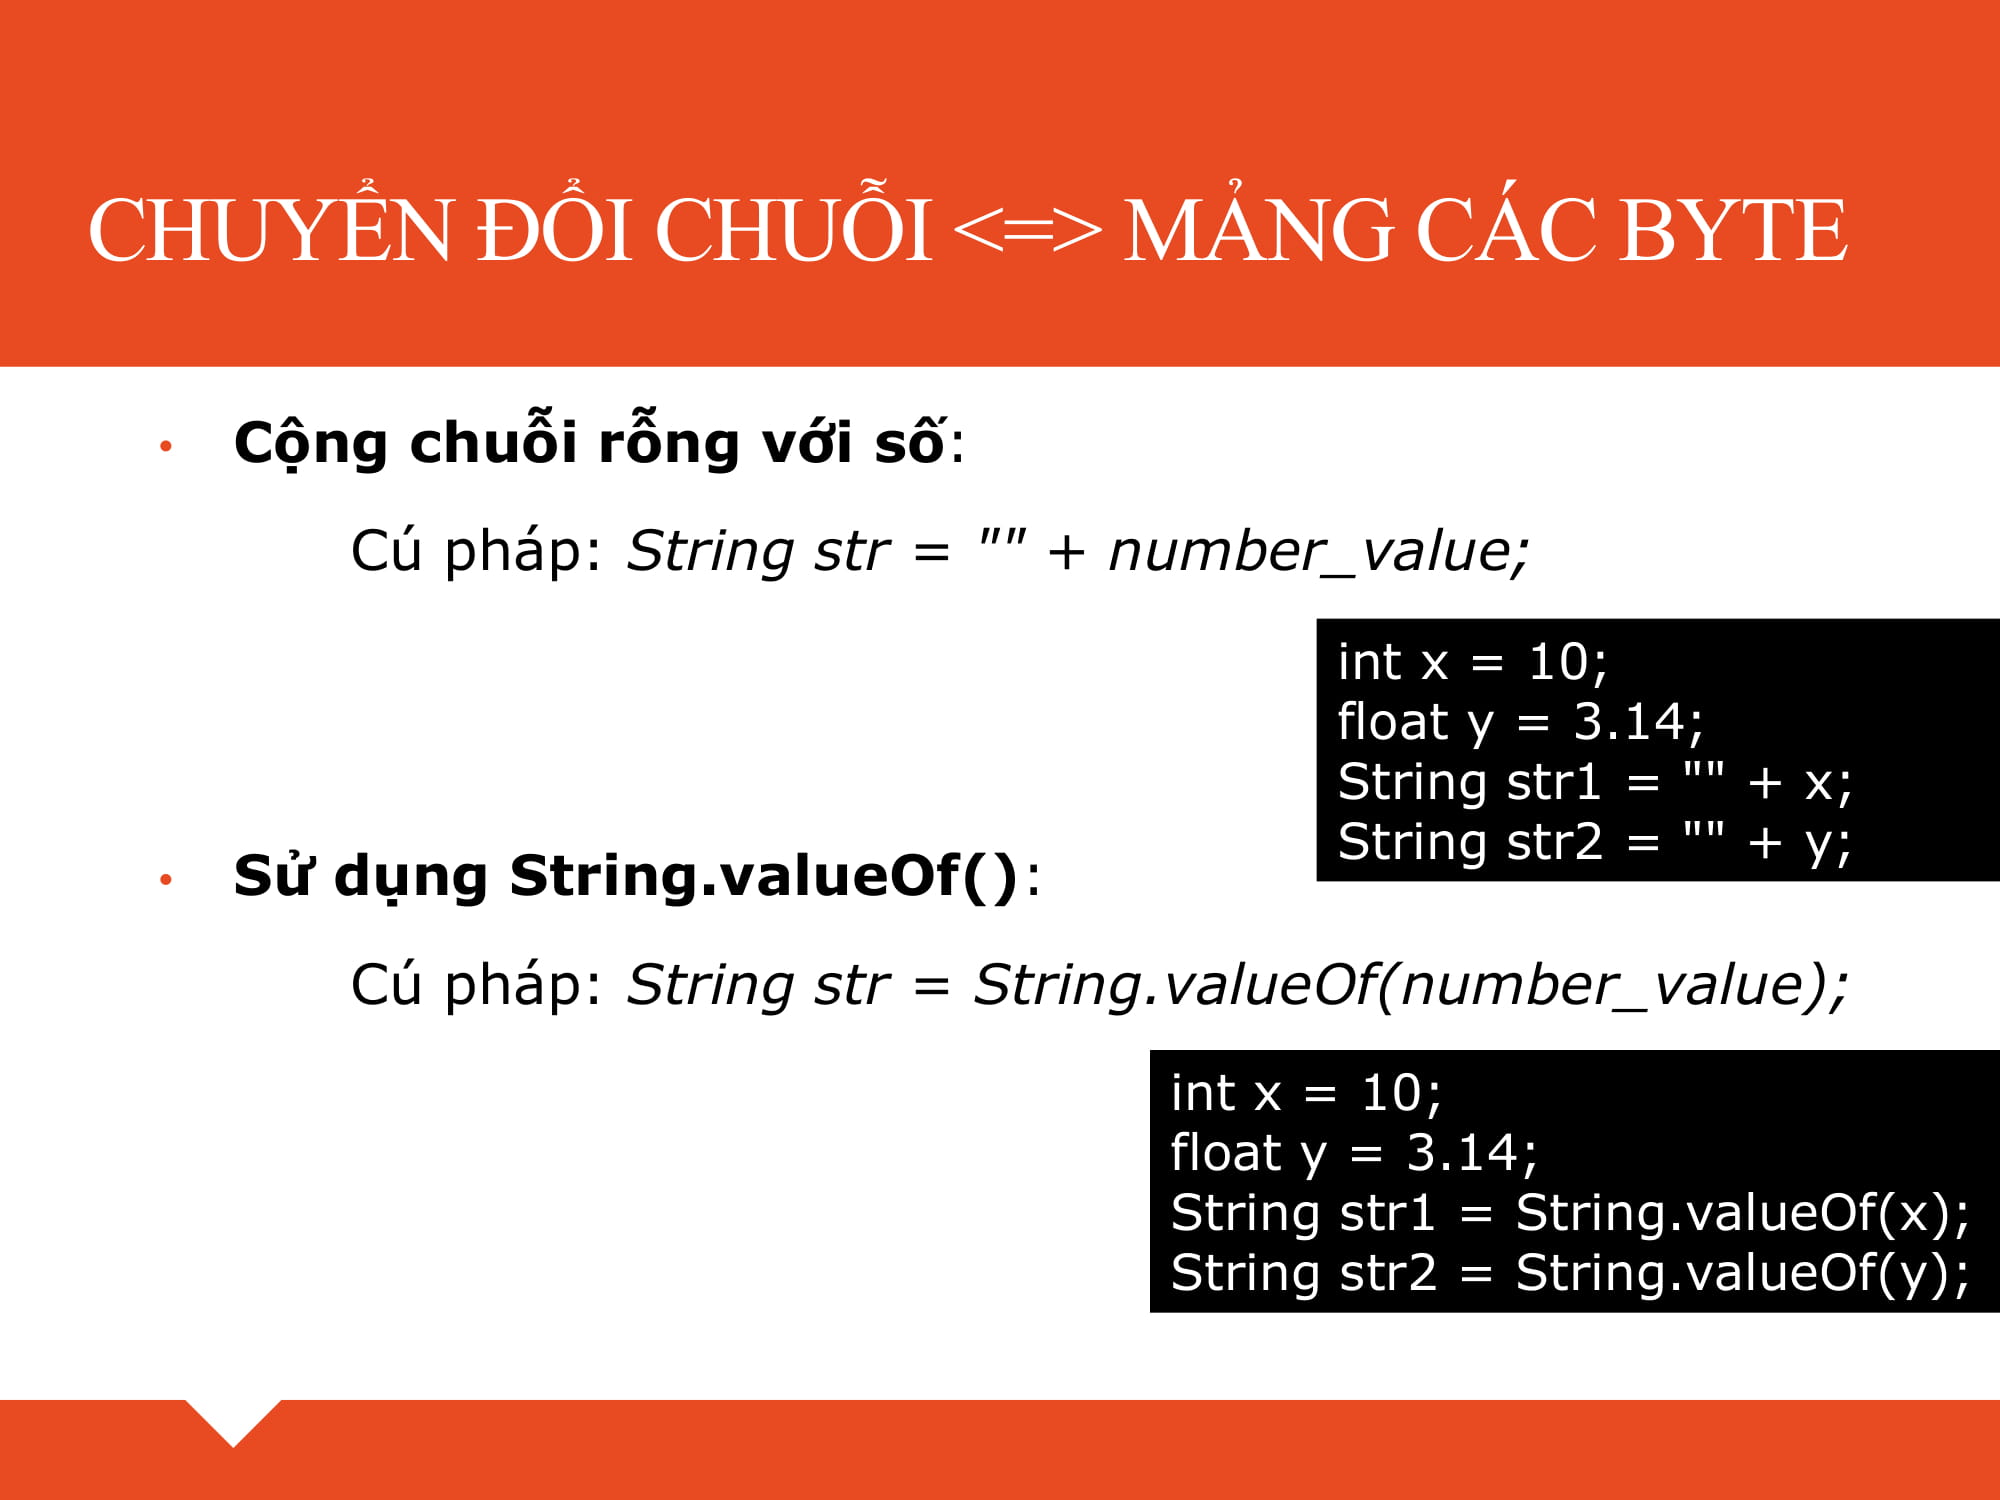 CHUYỂN ĐỔI CHUỖI <=> MẢNG CÁC BYTE
• Cộng chuỗi rỗng với số:
Cú pháp: String str = "" + number_value;
int x = 10;
float y = 3.14;
String str1 = "" + x;
String str2 = "" + y;
• Sử dụng String.valueOf():
Cú pháp: String str = String.valueOf(number_value);
int x = 10;
float y = 3.14;
String str1 = String.valueOf(x);
String str2 = String.valueOf(y);